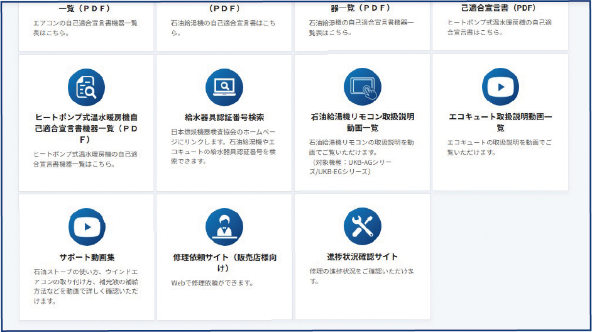 一覧（ＰＤＦ）
エアコンの自己適合宣言書機器一覧
表はこちら。
（ＰＤＦ）
石油給湯機の自己適合宣言書はこち
ら。
器一覧（ＰＤＦ）
石油給湯機の自己適合宣言書機器一
覧表はこちら。
己適合宣言書（PDF）
ヒートポンプ式温水暖房機の自己適
合宣言書はこちら。
ヒートポンプ式温水暖房機自
己適合宣言書機器一覧（ＰＤ
Ｆ）
ヒートポンプ式温水暖房機の自己適
合宣言書機器一覧はこちら。
給水器具認証番号検索
日本燃焼機器検査協会のホームペー
ジにリンクします。石油給湯機やエ
コキュートの給水器具認証番号を検
索できます。
石油給湯機リモコン取扱説明
動画一覧
石油給湯機リモコンの取扱説明を動
画でご覧いただけます。
（対象機種：UKB-AGシリー
ズ/UKB-EGシリーズ）
エコキュート取扱説明動画一
覧
エコキュートの取扱説明を動画でご
覧いただけます。
サポート動画集
石油ストーブの使い方、ウインドエ
アコンの取り付け方、補充液の補給
方法などを動画で詳しく確認いただ
けます。
修理依頼サイト（販売店様向
け）
Webで修理依頼ができます。
進捗状況確認サイト
修理の進捗状況をご確認いただけま
す。